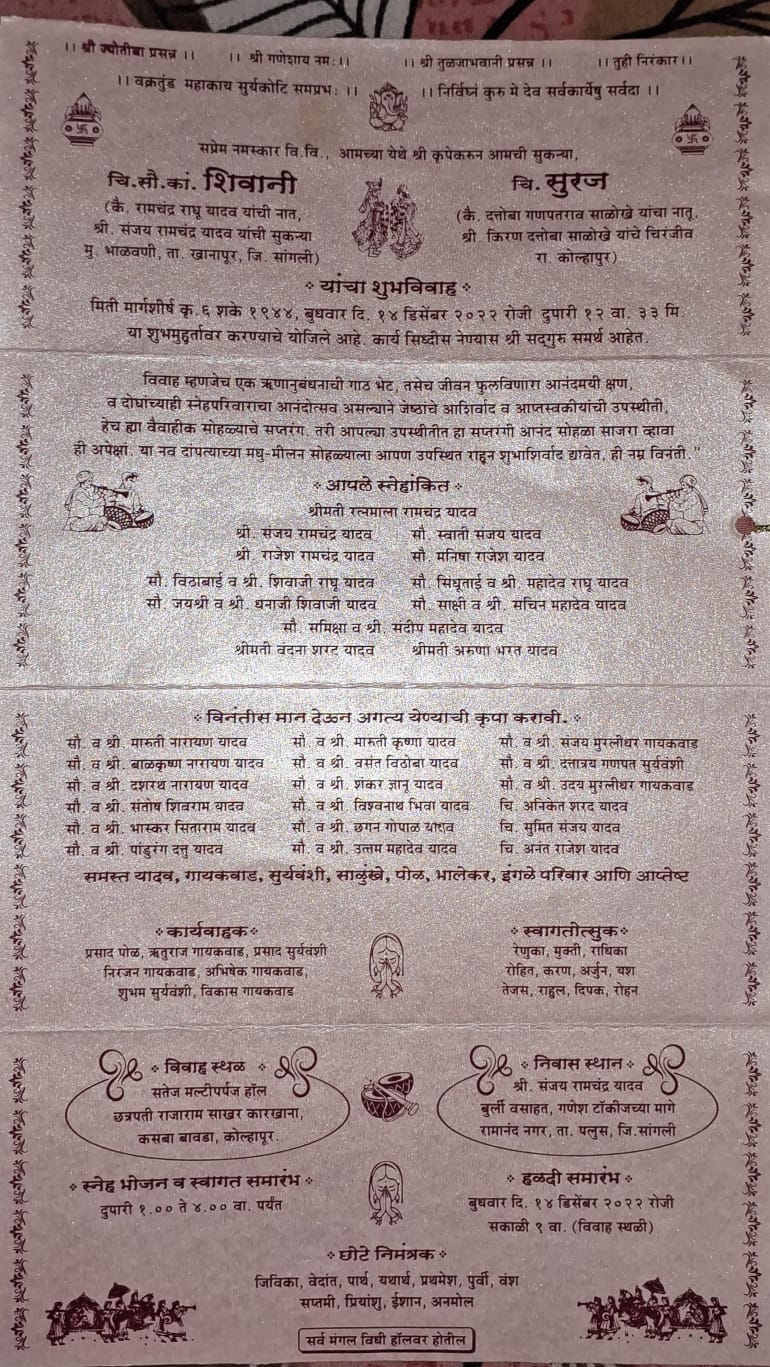 ।। श्री ज्योतीबा प्रसन्न ।। ।। श्री गणेशाय नमः ।। ।। श्री तुळजाभवानी प्रसन्न ।। ।। तुही निरंकार।।
।। वक्रतुंड महाकाय सुर्यकोटि समप्रभः ।। ।। निर्विघ्नं कुरु मे देव सर्वकार्येषु सर्वदा ।।
सप्रेम नमस्कार वि.वि., आमच्या येथे श्री कृपेकरुन आमची सुकन्या,
चि.सौ.कां. शिवानी
(कै. रामचंद्र राघू यादव यांची नात,
श्री. संजय रामचंद्र यादव यांची सुकन्या
मु. भाळवणी, ता. खानापूर, जि. सांगली)
चि. सुरज
(कै. दत्तोबा गणपतराव साळोखे यांचा नातू,
श्री. किरण दत्तोबा साळोखे यांचे चिरंजीव
रा. कोल्हापूर)
यांचा शुभविवाह
मिती मार्गशीर्ष कृ.६ शके १९४४, बुधवार दि. १४ डिसेंबर २०२२ रोजी दुपारी १२ वा. ३३ मि.
या शुभमुहुर्तावर करण्याचे योजिले आहे. कार्य सिध्दीस नेण्यास श्री सद्गुरु समर्थ आहेत.
विवाह म्हणजेच एक ऋणानुबंधनाची गाठ भेट, तसेच जीवन फुलविणारा आनंदमयी क्षण,
व दोघांच्याही स्नेहपरिवाराचा आनंदोत्सव असल्याने जेष्ठांचे आशिर्वाद व आप्तस्वकीयांची उपस्थीती,
हेच ह्या वैवाहीक सोहळ्याचे सप्तरंग. तरी आपल्या उपस्थीतीत हा सप्तरंगी आनंद सोहळा साजरा व्हावा
ही अपेक्षा. या नव दांपत्याच्या मधु-मीलन सोहळ्याला आपण उपस्थित राहून शुभाशिर्वाद द्यावेत, ही नम्र विनंती."
आपले स्नेहांकित
श्रीमती रत्नमाला रामचंद्र यादव
श्री. संजय रामचंद्र यादव सौ. स्वाती संजय यादव
श्री. राजेश रामचंद्र यादव सौ. मनिषा राजेश यादव
सौ. विठाबाई व श्री. शिवाजी राघू यादव सौ. सिंधूताई व श्री. महादेव राघू यादव
सौ. जयश्री व श्री. धनाजी शिवाजी यादव सौ. साक्षी व श्री. सचिन महादेव यादव
सौ. समिक्षा व श्री. संदीप महादेव यादव
श्रीमती वंदना शरद यादव श्रीमती अरुणा भरत यादव
विनंतीस मान देऊन अगत्य येण्याची कृपा करावी.
सौ. व श्री. मारुती नारायण यादव सौ. व श्री. मारुती कृष्णा यादव सौ. व श्री. संजय मुरलीधर गायकवाड
सौ. व श्री. बाळकृष्ण नारायण यादव सौ. व श्री. वसंत विठोबा यादव सौ. व श्री. दत्तात्रय गणपत सुर्यवंशी
सौ. व श्री. दशरथ नारायण यादव सौ. व श्री. शंकर ज्ञानू यादव सौ. व श्री. उदय मुरलीधर गायकवाड
सौ. व श्री. संतोष शिवराम यादव सौ. व श्री. विश्वनाथ भिवा यादव चि. अनिकेत शरद यादव
सौ. व श्री. भास्कर सिताराम यादव सौ. व श्री. छगन गोपाळ यादव चि. सुमित संजय यादव
सौ. व श्री. पांडुरंग दत्तु यादव सौ. व श्री. उत्तम महादेव यादव चि. अनंत राजेश यादव
समस्त यादव, गायकवाड, सुर्यवंशी, साळुंखे, पोळ, भालेकर, इंगळे परिवार आणि आप्तेष्ट
कार्यवाहक
प्रसाद पोळ, ऋतुराज गायकवाड, प्रसाद सुर्यवंशी
निरंजन गायकवाड, अभिषेक गायकवाड,
शुभम सुर्यवंशी, विकास गायकवाड
स्वागतोत्सुक
रेणुका, मुक्ती, राधिका
रोहित, करण, अर्जुन, यश
तेजस, राहुल, दिपक, रोहन
विवाह स्थळ
सतेज मल्टीपर्पज हॉल
छत्रपती राजाराम साखर कारखाना,
कसबा बावडा, कोल्हापूर.
निवास स्थान
श्री. संजय रामचंद्र यादव
बुर्ली वसाहत, गणेश टॉकीजच्या मागे
रामानंद नगर, ता. पलुस, जि.सांगली
स्नेह भोजन व स्वागत समारंभ
दुपारी १.०० ते ४.०० वा. पर्यंत
हळदी समारंभ
बुधवार दि. १४ डिसेंबर २०२२ रोजी
सकाळी ९ वा. (विवाह स्थळी)
छोटे निमंत्रक
जिविका, वेदांत, पार्थ, यथार्थ, प्रथमेश, पुर्वी, वंश
सप्तमी, प्रियांशु, ईशान, अनमोल
सर्व मंगल विधी हॉलवर होतील